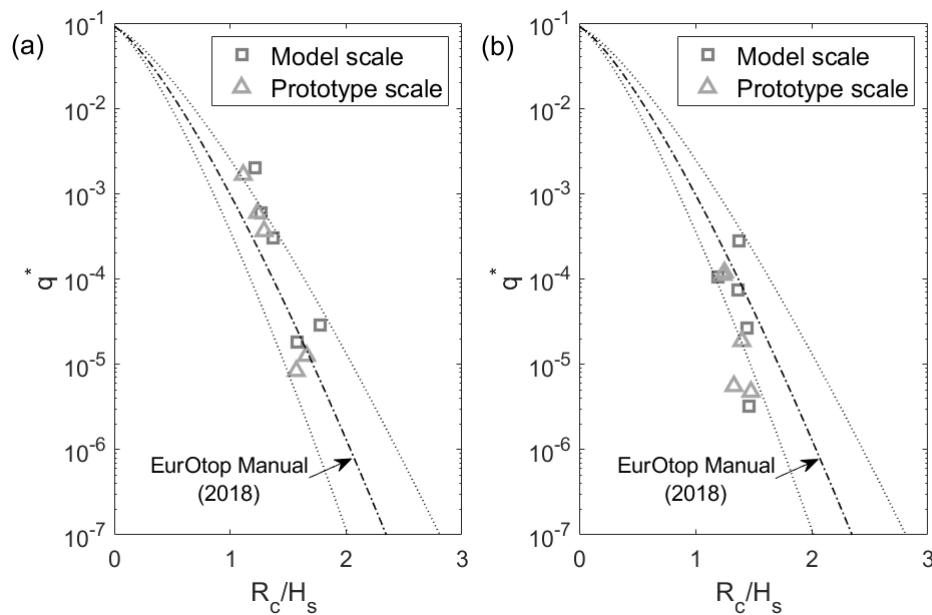 (a)
Model scale
Prototype scale
10^-1
10^-2
10^-3
10^-4
10^-5
10^-6
10^-7
q*
EurOtop Manual
(2018)
0 1 2 3
R_c/H_s
(b)
Model scale
Prototype scale
10^-1
10^-2
10^-3
10^-4
10^-5
10^-6
10^-7
q*
EurOtop Manual
(2018)
0 1 2 3
R_c/H_s